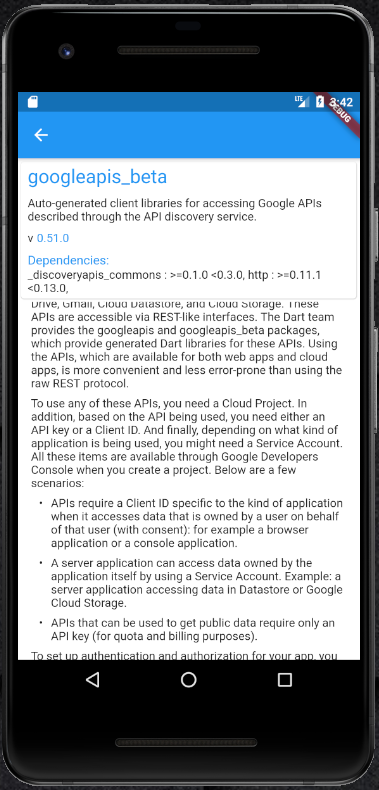 LTE 3:42
DEBUG
googleapis_beta
Auto-generated client libraries for accessing Google APIs
described through the API discovery service.
v 0.51.0
Dependencies:
_discoveryapis_commons : >=0.1.0 <0.3.0, http : >=0.11.1
<0.13.0,
Drive, Gmail, Cloud Datastore, and Cloud Storage. These
APIs are accessible via REST-like interfaces. The Dart team
provides the googleapis and googleapis_beta packages,
which provide generated Dart libraries for these APIs. Using
the APIs, which are available for both web apps and cloud
apps, is more convenient and less error-prone than using the
raw REST protocol.
To use any of these APIs, you need a Cloud Project. In
addition, based on the API being used, you need either an
API key or a Client ID. And finally, depending on what kind of
application is being used, you might need a Service Account.
All these items are available through Google Developers
Console when you create a project. Below are a few
scenarios:
• APIs require a Client ID specific to the kind of application
when it accesses data that is owned by a user on behalf
of that user (with consent): for example a browser
application or a console application.
• A server application can access data owned by the
application itself by using a Service Account. Example: a
server application accessing data in Datastore or Google
Cloud Storage.
• APIs that can be used to get public data require only an
API key (for quota and billing purposes).
To set up authentication and authorization for your app, you